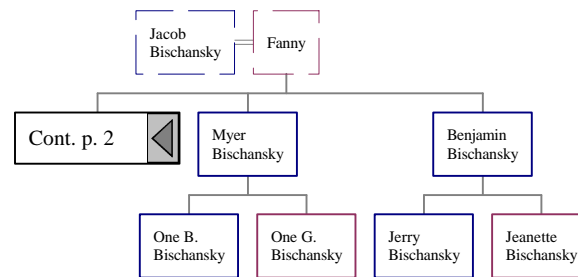 Jacob
Bischansky
Fanny
Cont. p. 2
Myer
Bischansky
Benjamin
Bischansky
One B.
Bischansky
One G.
Bischansky
Jerry
Bischansky
Jeanette
Bischansky